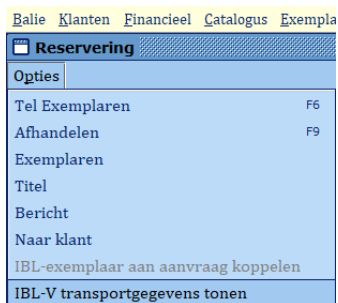 Balie Klanten Financieel Catalogus Exempla
Reservering
Opties
Tel Exemplaren F6
Afhandelen F9
Exemplaren
Titel
Bericht
Naar klant
IBL-exemplaar aan aanvraag koppelen
IBL-V transportgegevens tonen